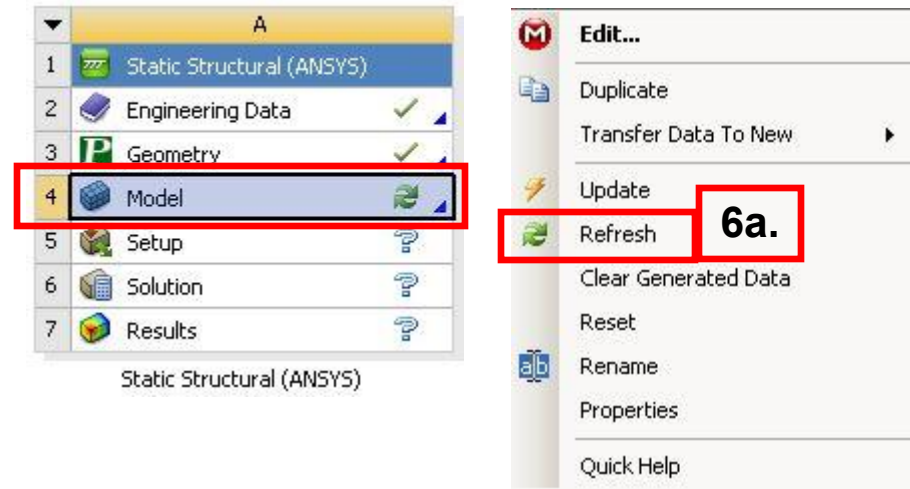 A
1 Static Structural (ANSYS)
2 Engineering Data
3 Geometry
4 Model
5 Setup
6 Solution
7 Results
Static Structural (ANSYS)
Edit...
Duplicate
Transfer Data To New
Update
Refresh
6a.
Clear Generated Data
Reset
Rename
Properties
Quick Help